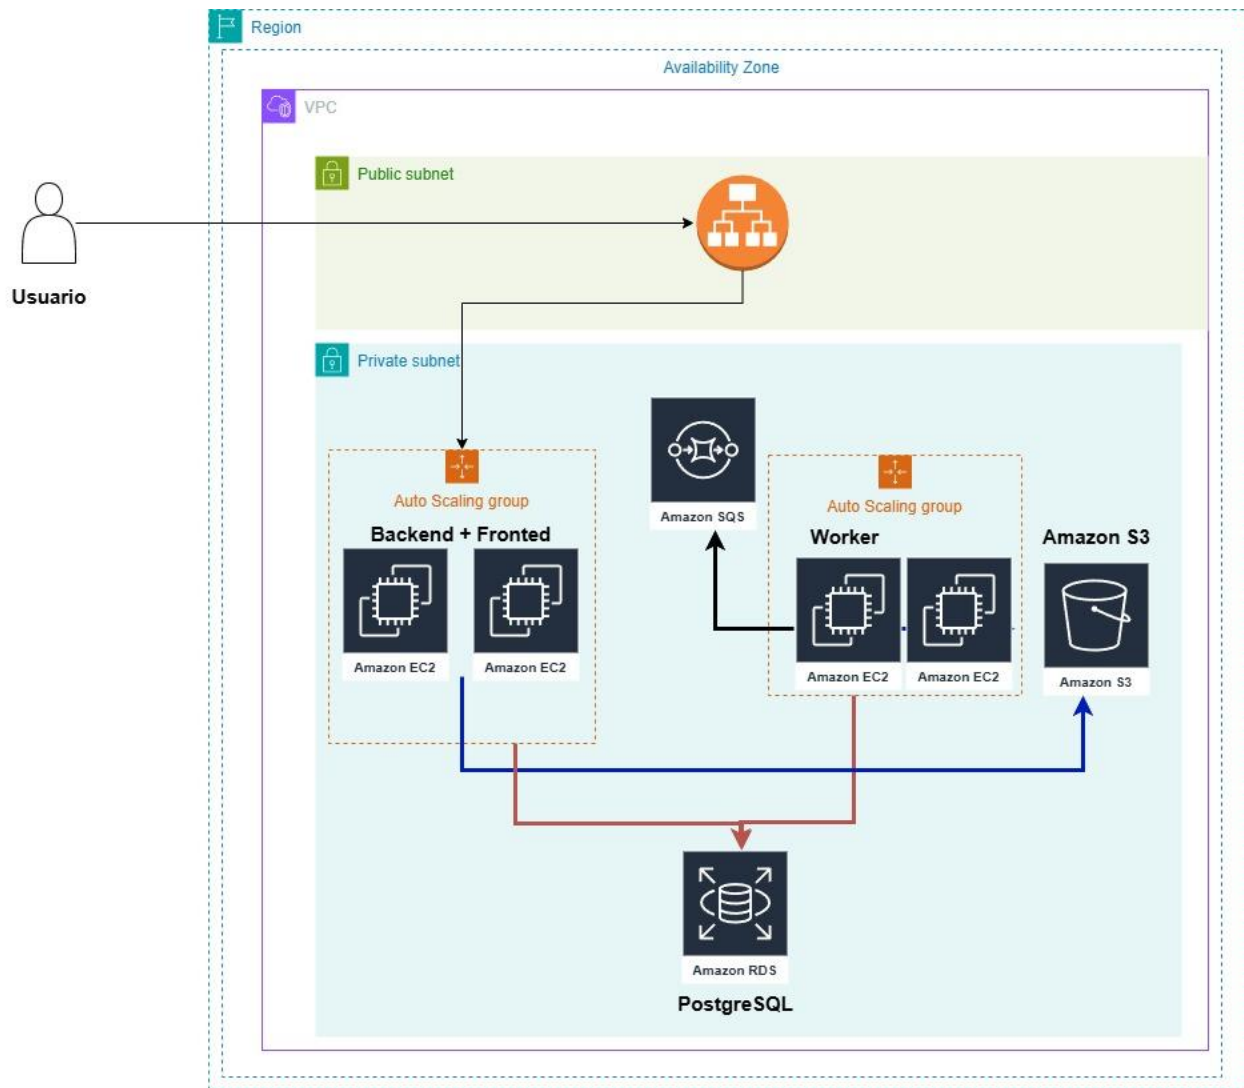 Region
Availability Zone
VPC
Public subnet
Usuario
Private subnet
Auto Scaling group
Backend + Fronted
Amazon EC2
Amazon EC2
Amazon SQS
Auto Scaling group
Worker
Amazon EC2
Amazon EC2
Amazon S3
Amazon S3
Amazon RDS
PostgreSQL